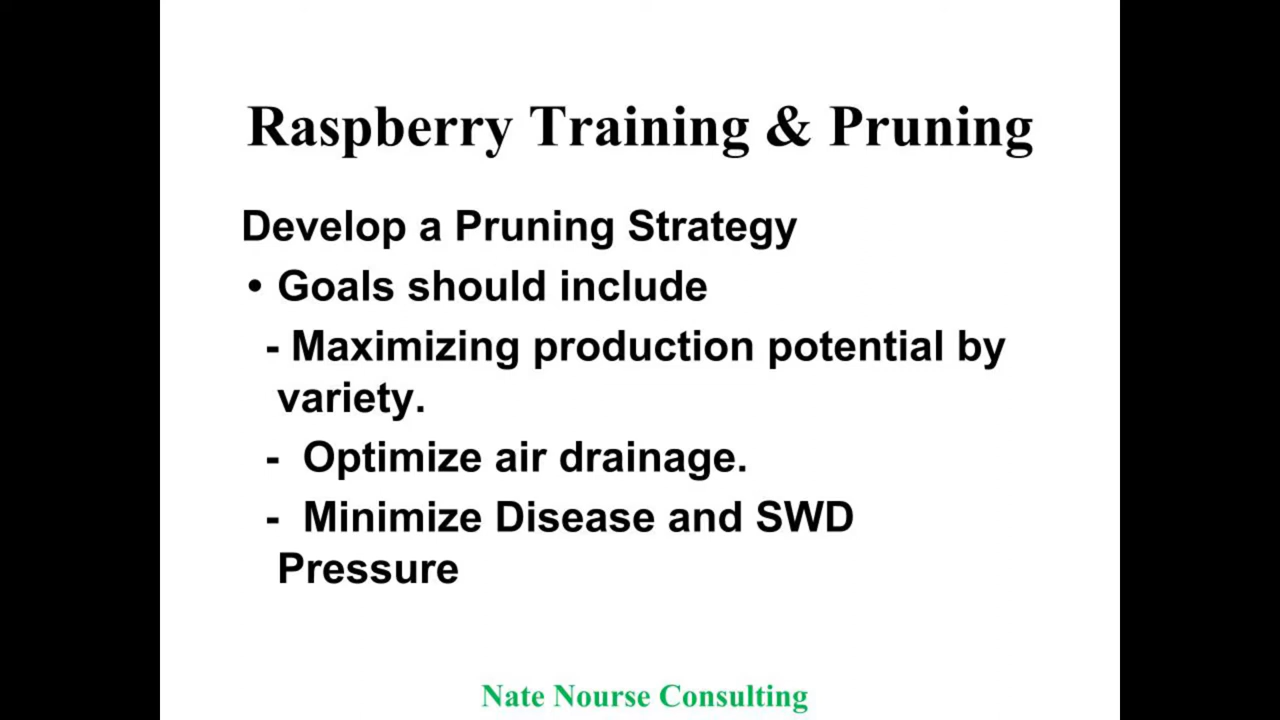 Raspberry Training & Pruning
Develop a Pruning Strategy
• Goals should include
- Maximizing production potential by
variety.
- Optimize air drainage.
- Minimize Disease and SWD
Pressure
Nate Nourse Consulting